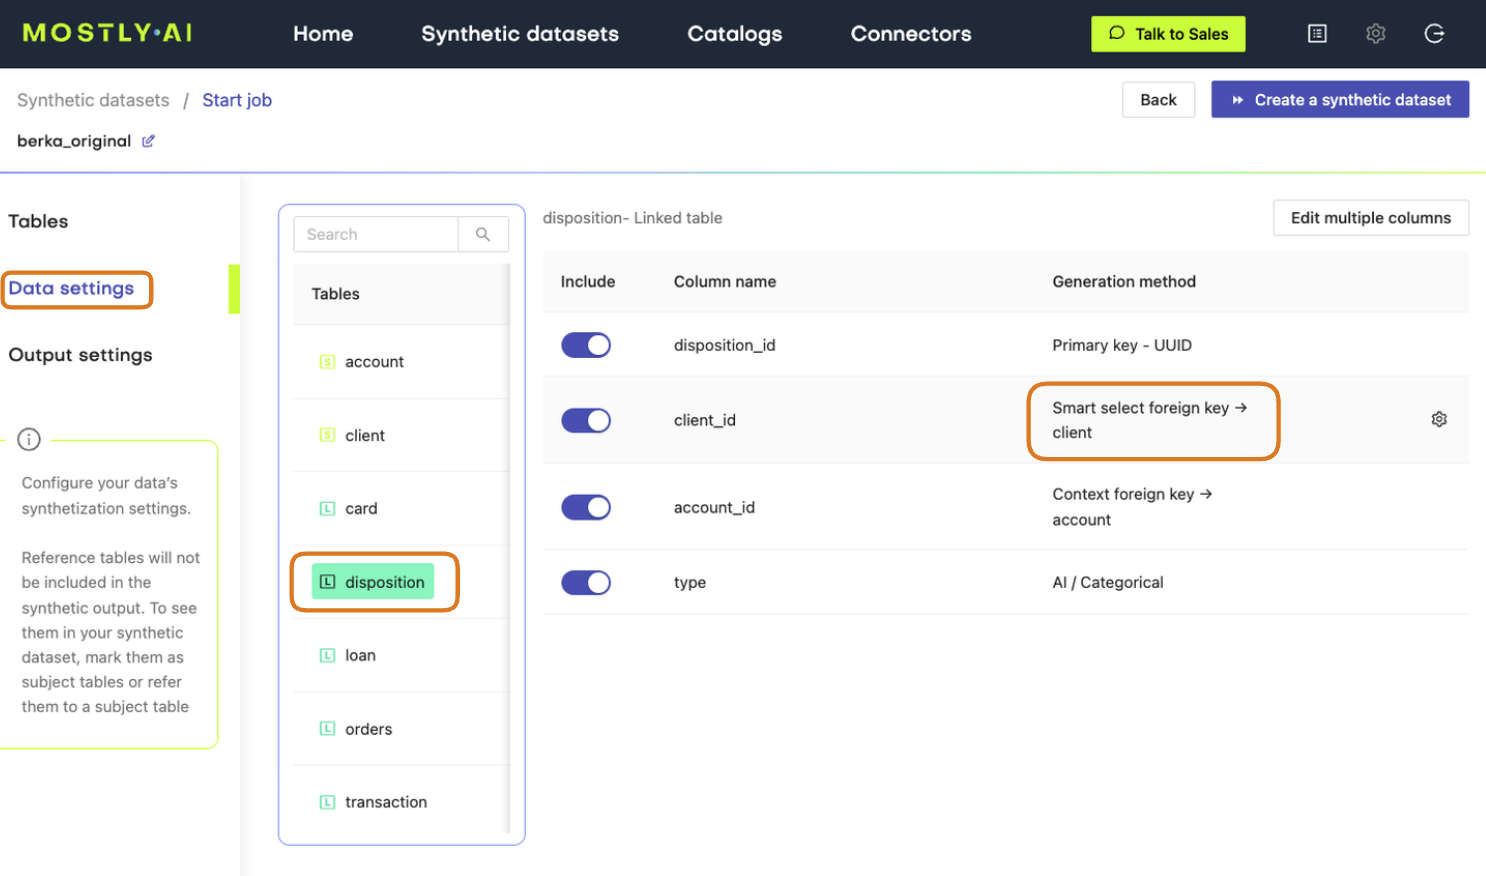 MOSTLY·AI
Home
Synthetic datasets
Catalogs
Connectors
Talk to Sales
Synthetic datasets / Start job
Back
Create a synthetic dataset
berka_original
Tables
Data settings
Output settings
Configure your data's
synthetization settings.
Reference tables will not
be included in the
synthetic output. To see
them in your synthetic
dataset, mark them as
subject tables or refer
them to a subject table
Search
Tables
S account
S client
L card
L disposition
L loan
L orders
L transaction
disposition- Linked table
Edit multiple columns
Include Column name Generation method
disposition_id Primary key - UUID
client_id Smart select foreign key →
client
account_id Context foreign key →
account
type AI / Categorical